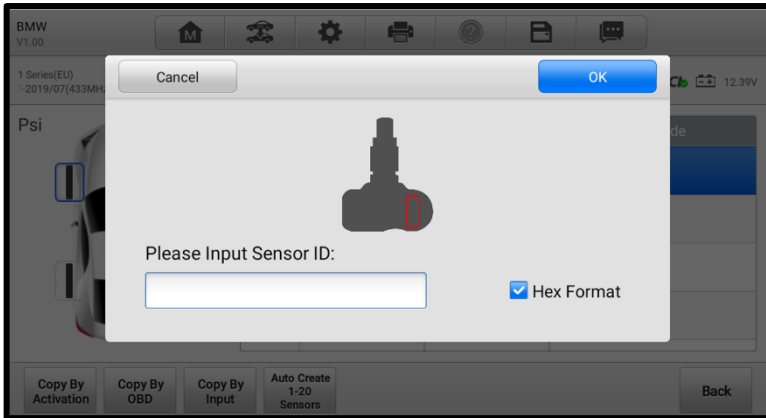 BMW
V1.00
M
?
1 Series(EU)
12.39V
Cancel
OK
Psi
Please Input Sensor ID:
Hex Format
Copy By
Activation
Copy By
OBD
Copy By
Input
Auto Create
1-20
Sensors
Back